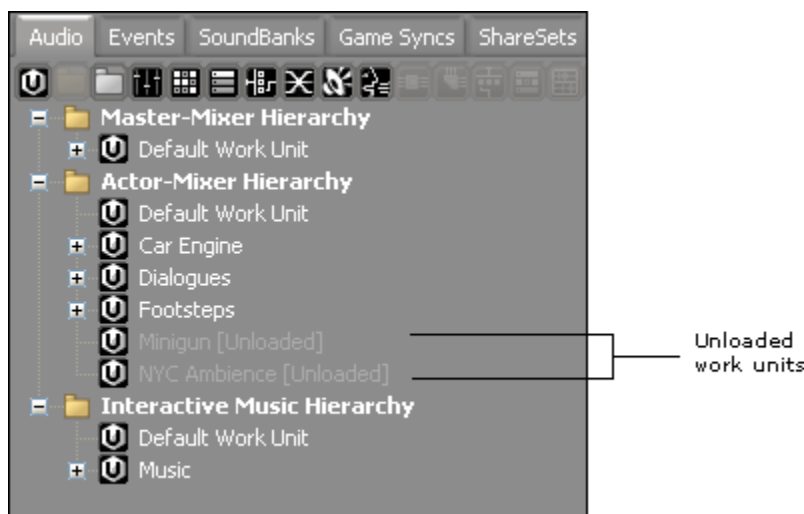 Audio Events SoundBanks Game Syncs ShareSets
Master-Mixer Hierarchy
Default Work Unit
Actor-Mixer Hierarchy
Default Work Unit
Car Engine
Dialogues
Footsteps
Minigun [Unloaded]
NYC Ambience [Unloaded]
Interactive Music Hierarchy
Default Work Unit
Music
Unloaded
work units